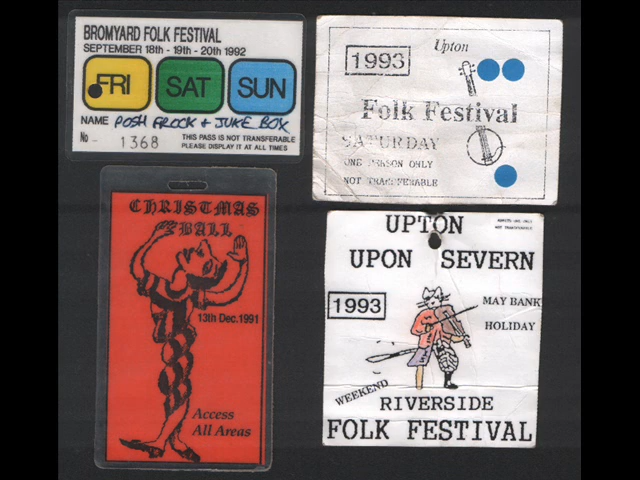 BROMYARD FOLK FESTIVAL
SEPTEMBER 18th - 19th - 20th 1992
FRI SAT SUN
NAME POSH FROCK + JUKE BOX
No - 1368
THIS PASS IS NOT TRANSFERABLE
PLEASE DISPLAY IT AT ALL TIMES
Upton
1993
Folk Festival
SATURDAY
ONE PERSON ONLY
NOT TRANSFERABLE
CHRISTMAS
BALL
13th Dec. 1991
Access
All Areas
UPTON
UPON SEVERN
1993
MAY BANK
HOLIDAY
WEEKEND
RIVERSIDE
FOLK FESTIVAL